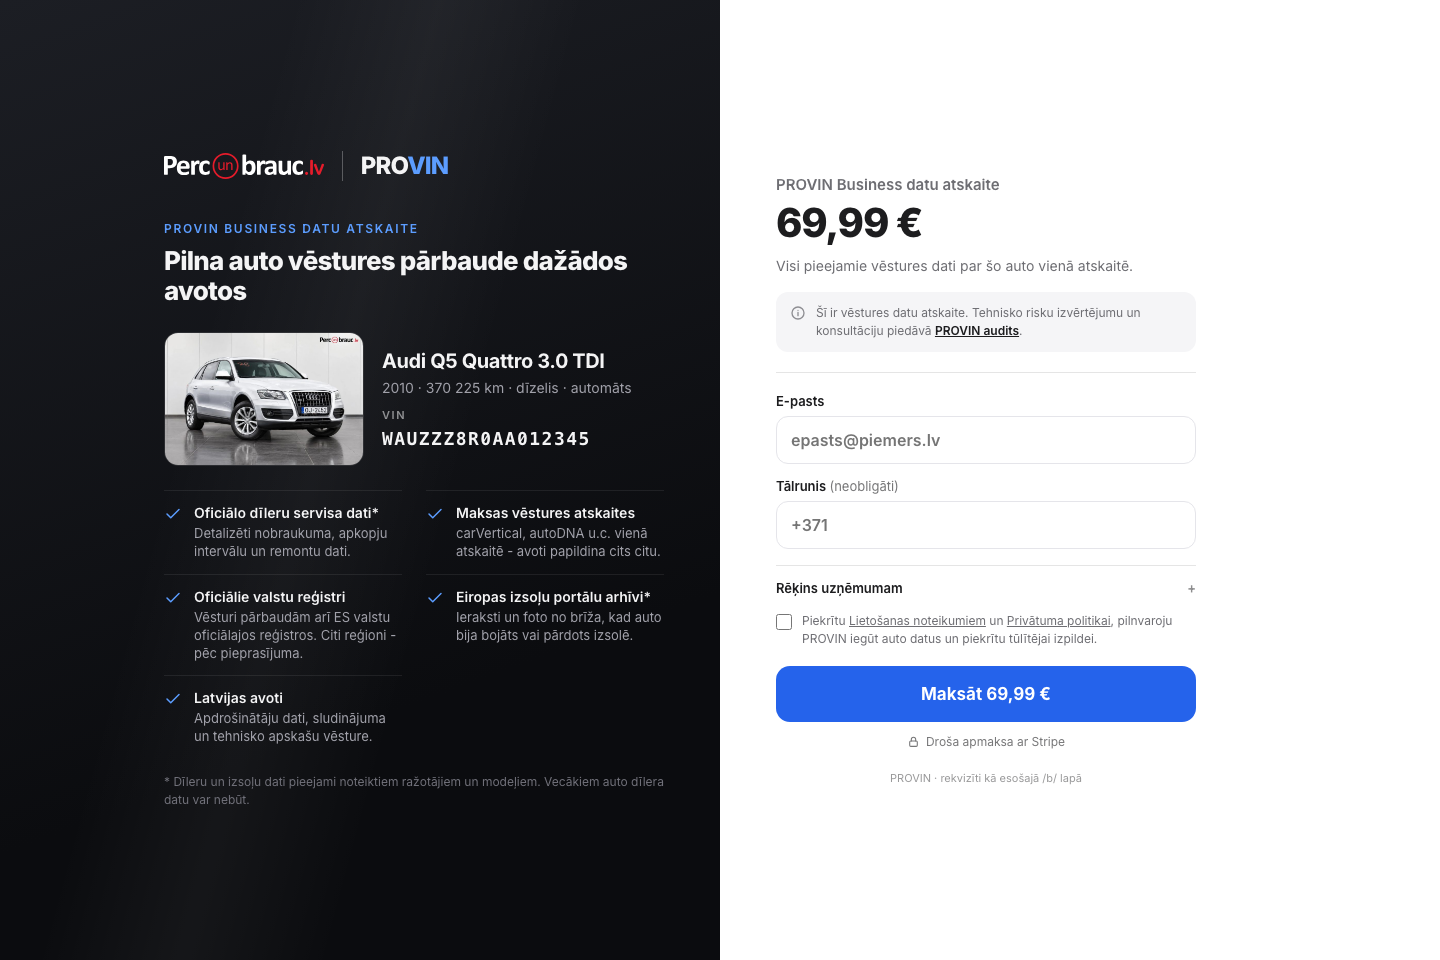 Perc un brauc.lv | PROVIN
PROVIN BUSINESS DATU ATSKAITE
Pilna auto vēstures pārbaude dažādos
avotos
Perc un brauc.lv
Audi Q5 Quattro 3.0 TDI
2010 · 370 225 km · dīzelis · automāts
VIN
WAUZZZ8R0AA012345
Oficiālo dīleru servisa dati*
Detalizēti nobraukuma, apkopju
intervālu un remontu dati.
Maksas vēstures atskaites
carVertical, autoDNA u.c. vienā
atskaitē - avoti papildina cits citu.
Oficiālie valstu reģistri
Vēsturi pārbaudām arī ES valstu
oficiālajos reģistros. Citi reģioni -
pēc pieprasījuma.
Eiropas izsoļu portālu arhīvi*
Ieraksti un foto no brīža, kad auto
bija bojāts vai pārdots izsolē.
Latvijas avoti
Apdrošinātāju dati, sludinājuma
un tehnisko apskašu vēsture.
* Dīleru un izsoļu dati pieejami noteiktiem ražotājiem un modeļiem. Vecākiem auto dīlera
datu var nebūt.
PROVIN Business datu atskaite
69,99 €
Visi pieejamie vēstures dati par šo auto vienā atskaitē.
Šī ir vēstures datu atskaite. Tehnisko risku izvērtējumu un
konsultāciju piedāvā PROVIN audits.
E-pasts
epasts@piemers.lv
Tālrunis (neobligāti)
+371
Rēķins uzņēmumam +
Piekrītu Lietošanas noteikumiem un Privātuma politikai, pilnvaroju
PROVIN iegūt auto datus un piekrītu tūlītējai izpildei.
Maksāt 69,99 €
Droša apmaksa ar Stripe
PROVIN · rekvizīti kā esošajā /b/ lapā